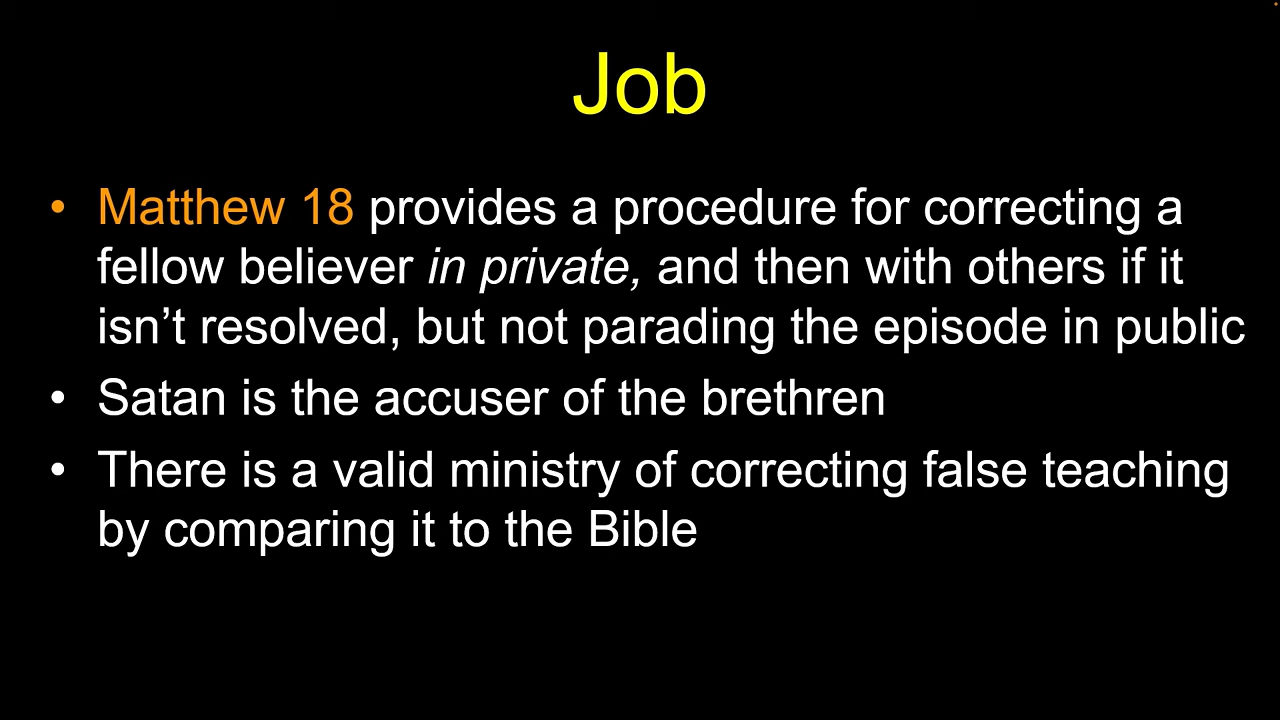 Job
• Matthew 18 provides a procedure for correcting a
fellow believer in private, and then with others if it
isn’t resolved, but not parading the episode in public
• Satan is the accuser of the brethren
• There is a valid ministry of correcting false teaching
by comparing it to the Bible